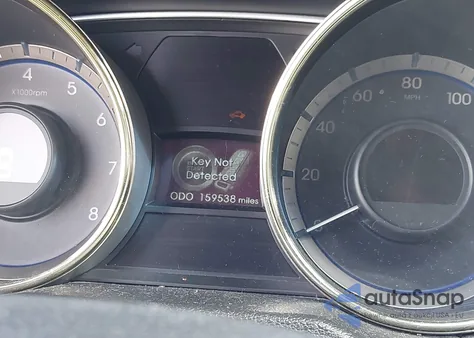 4
5
x1000rpm
6
7
8
Key Not
Detected
ODO 159538 miles
0
20
40
60
80
100
MPH
autoSnap